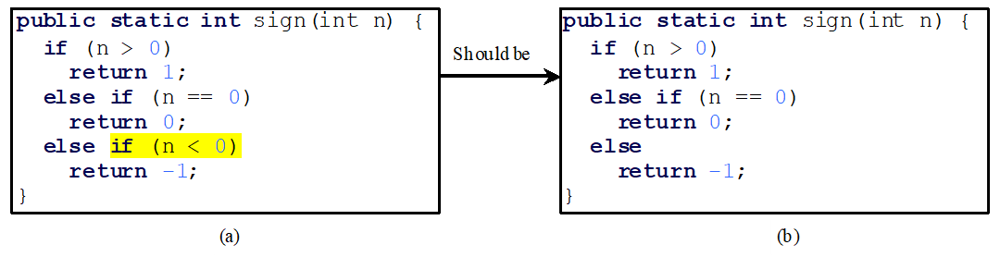 public static int sign(int n) {
  if (n > 0)
    return 1;
  else if (n == 0)
    return 0;
  else if (n < 0)
    return -1;
}
(a)
Should be
public static int sign(int n) {
  if (n > 0)
    return 1;
  else if (n == 0)
    return 0;
  else
    return -1;
}
(b)